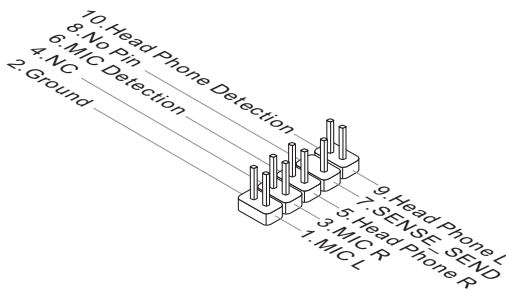 10.Head Phone Detection
8.No Pin
6.MIC Detection
4.NC
2.Ground
9.Head Phone L
7.SENSE_SEND
5.Head Phone R
3.MIC R
1.MIC L